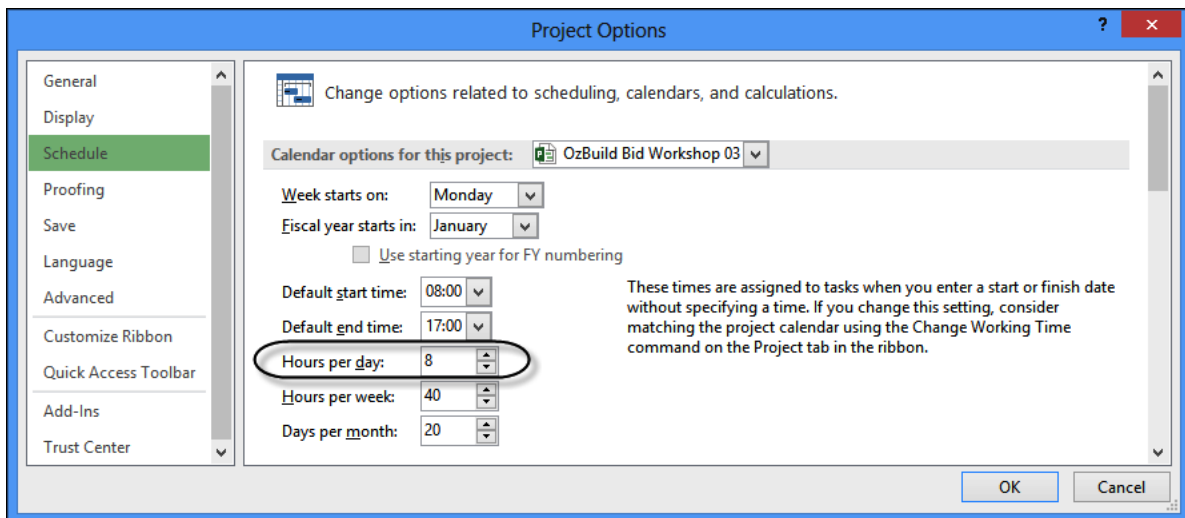 Project Options
?
General
Display
Schedule
Proofing
Save
Language
Advanced
Customize Ribbon
Quick Access Toolbar
Add-Ins
Trust Center
Change options related to scheduling, calendars, and calculations.
Calendar options for this project: OzBuild Bid Workshop 03
Week starts on: Monday
Fiscal year starts in: January
Use starting year for FY numbering
Default start time: 08:00
Default end time: 17:00
Hours per day: 8
Hours per week: 40
Days per month: 20
These times are assigned to tasks when you enter a start or finish date
without specifying a time. If you change this setting, consider
matching the project calendar using the Change Working Time
command on the Project tab in the ribbon.
OK
Cancel